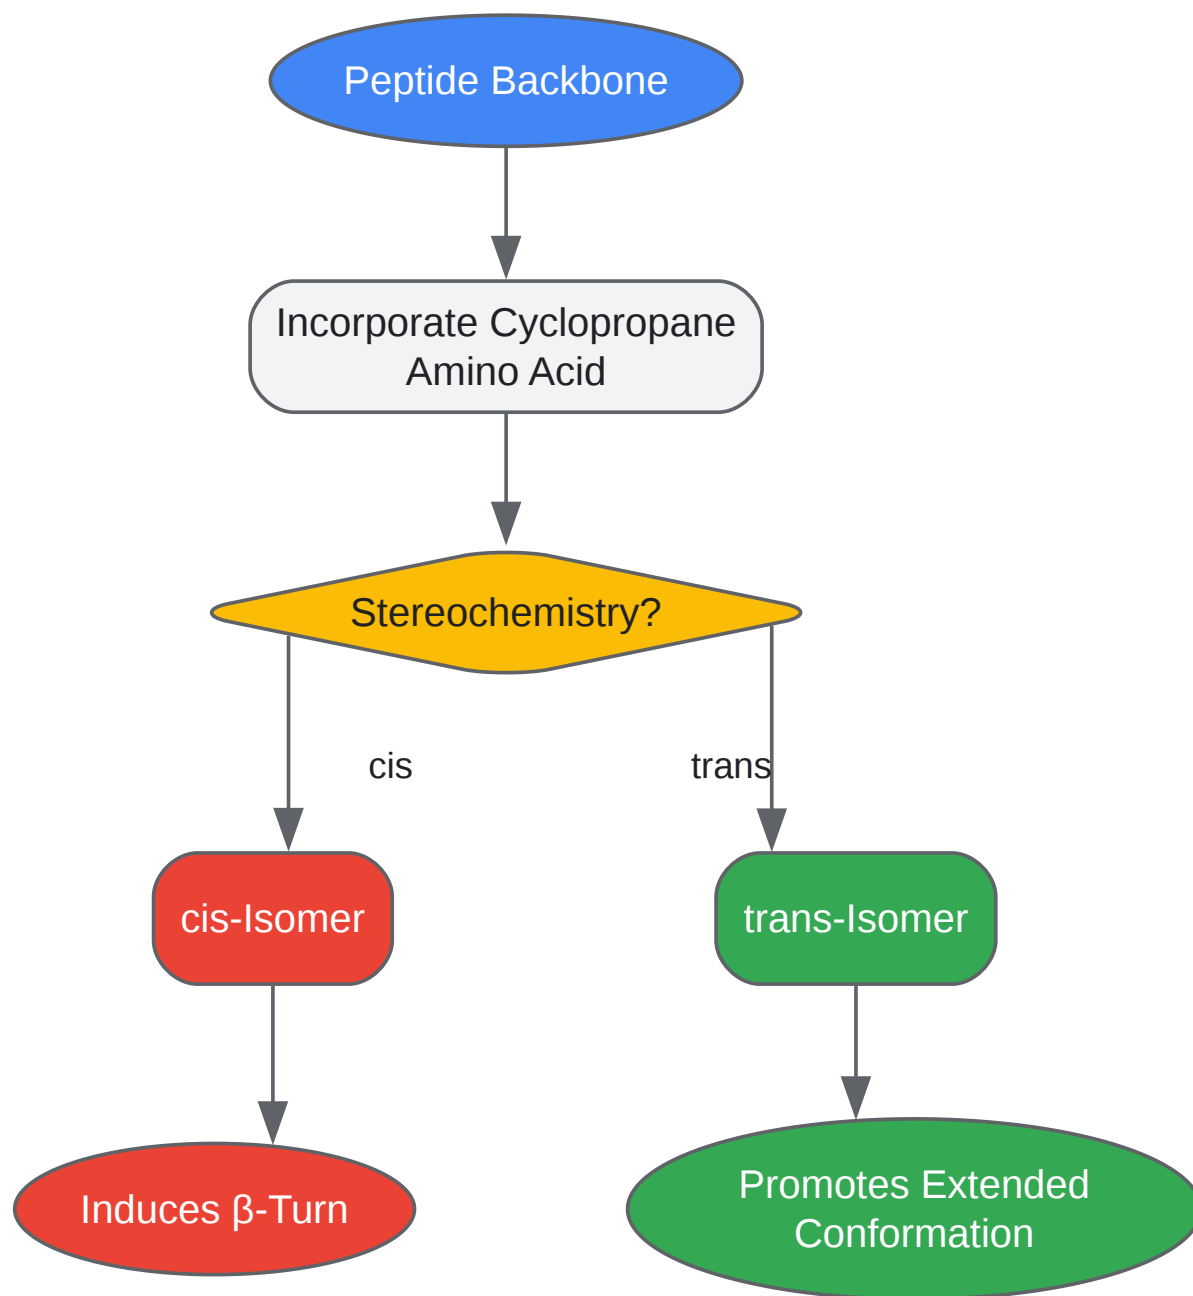 Peptide Backbone
Incorporate Cyclopropane
Amino Acid
Stereochemistry?
cis
trans
cis-Isomer
trans-Isomer
Induces β-Turn
Promotes Extended
Conformation